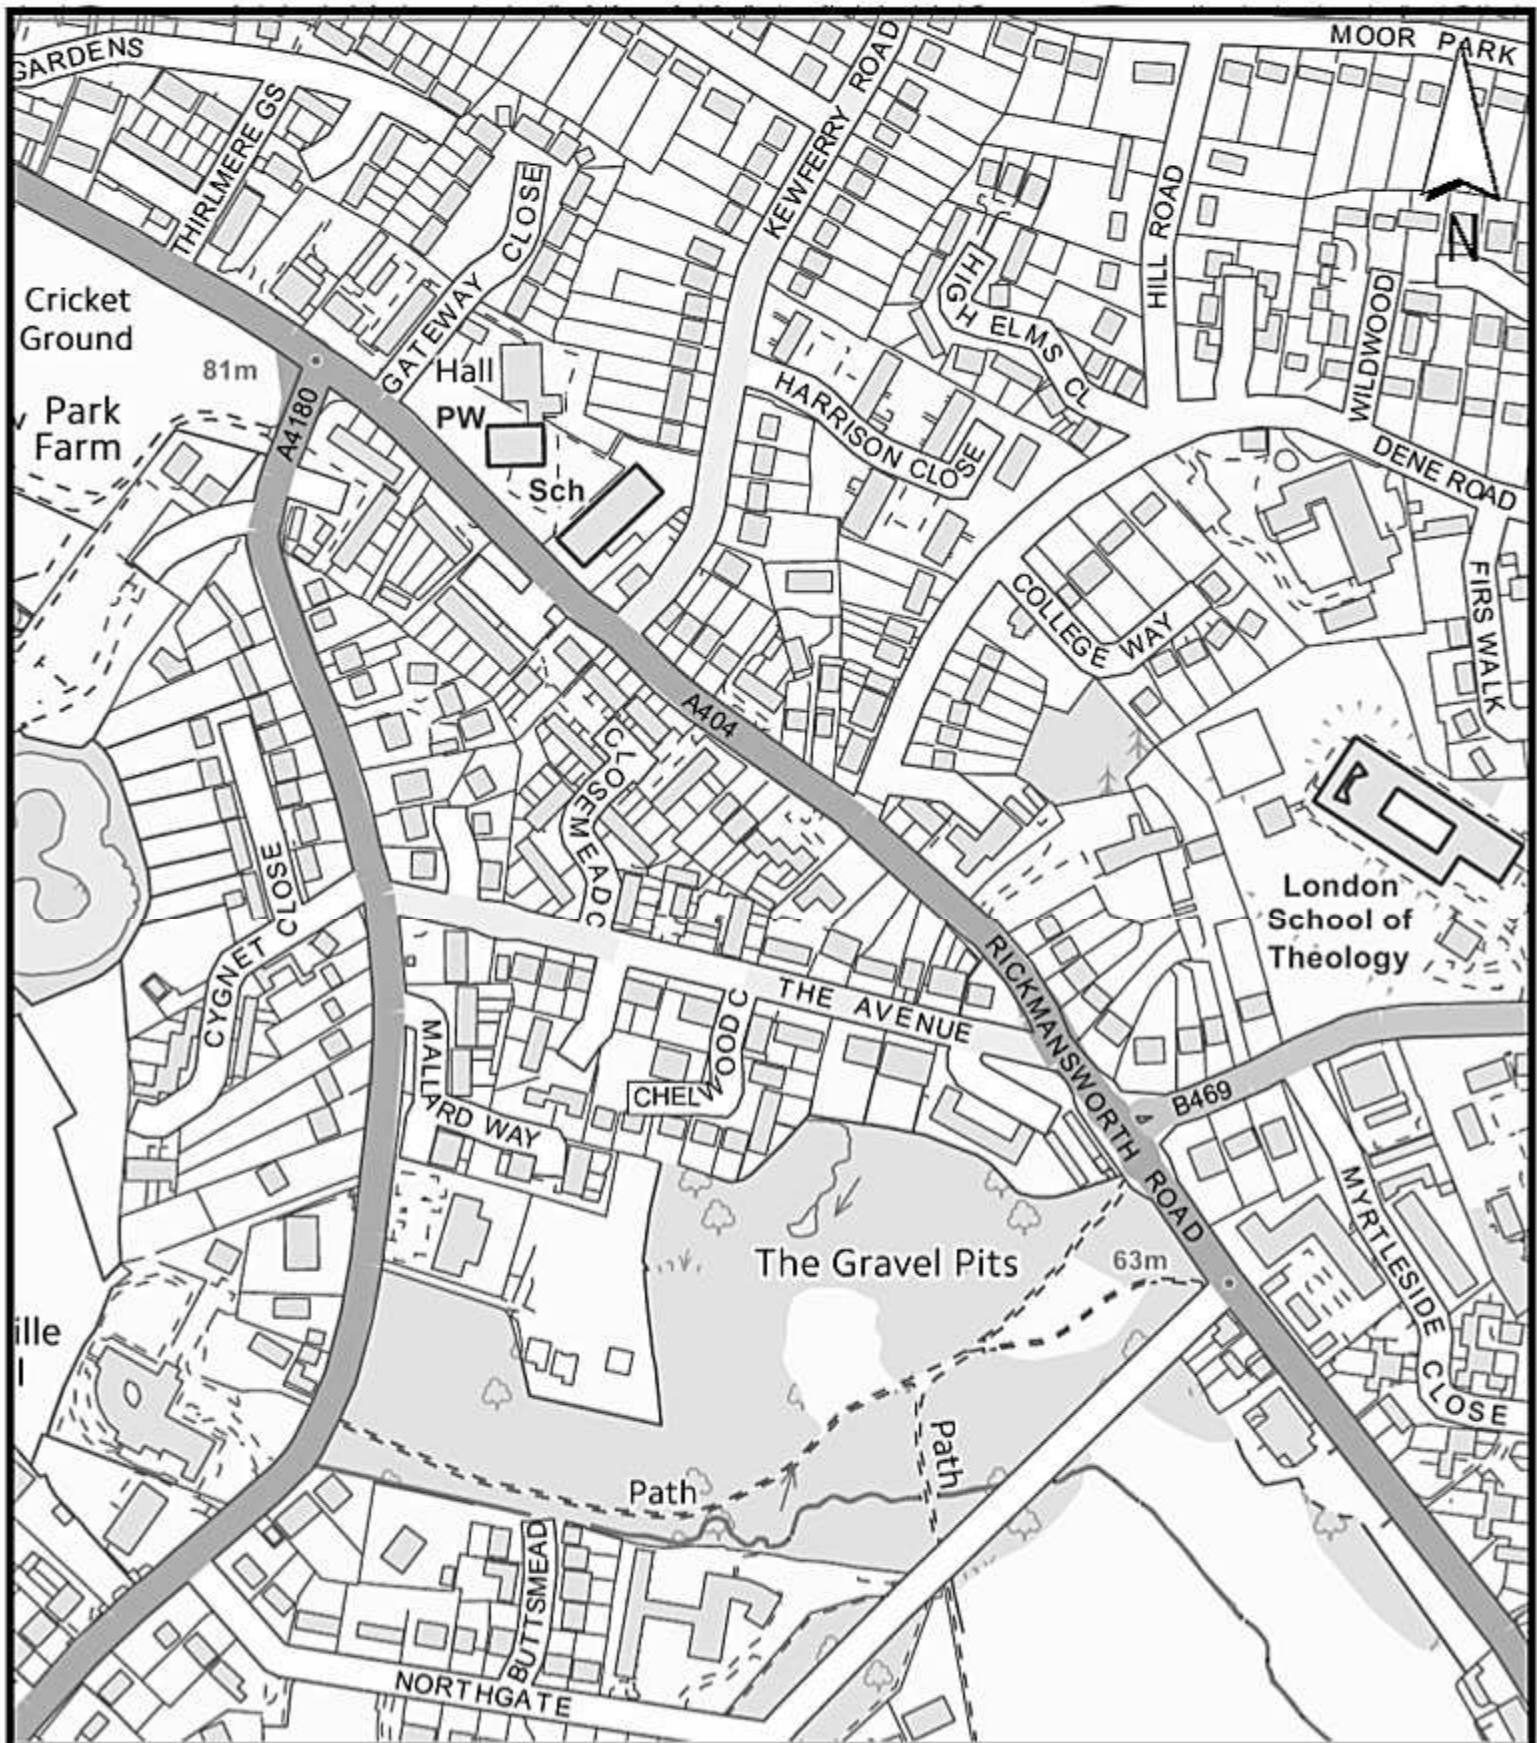 GARDENS
MOOR PARK
THIRLMERE GS
KEWFERRY ROAD
GATEWAY CLOSE
HILL ROAD
N
Cricket
Ground
HIGH ELMS CL
WILDWOOD
81m
Hall
PW
Park
Farm
A4180
HARRISON CLOSE
DENE ROAD
Sch
COLLEGE WAY
FIRS WALK
A404
CLOSEMEAD C
CYGNET CLOSE
London
School of
Theology
RICKMANSWORTH ROAD
THE AVENUE
MALLARD WAY
CHELWOOD C
B469
MYRTLESIDE CLOSE
The Gravel Pits
63m
ille
l
Path
Path
BUTTSMEAD
NORTHGATE